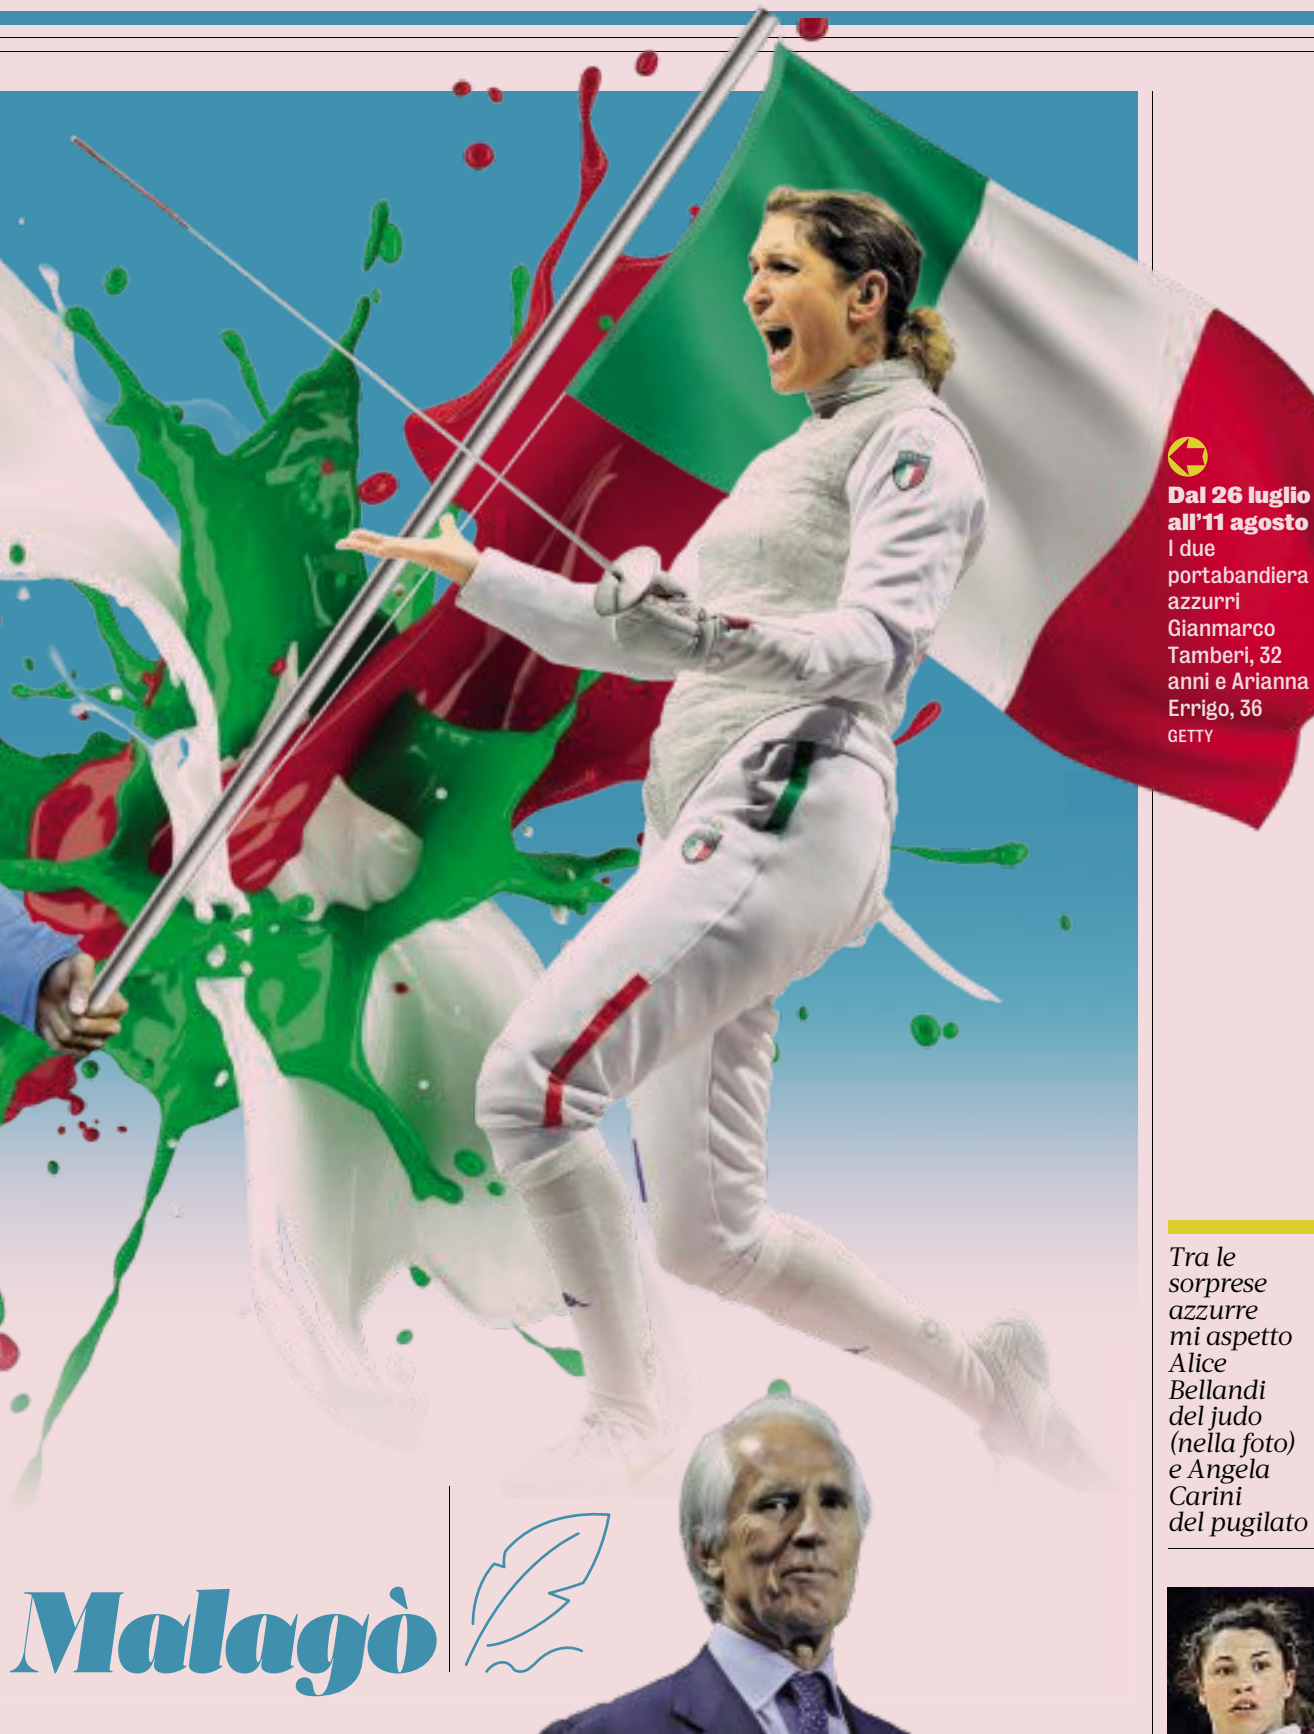 Dal 26 luglio
all'11 agosto
I due
portabandiera
azzurri
Gianmarco
Tamberi, 32
anni e Arianna
Errigo, 36
GETTY
Tra le
sorprese
azzurre
mi aspetto
Alice
Bellandi
del judo
(nella foto)
e Angela
Carini
del pugilato
Malagò